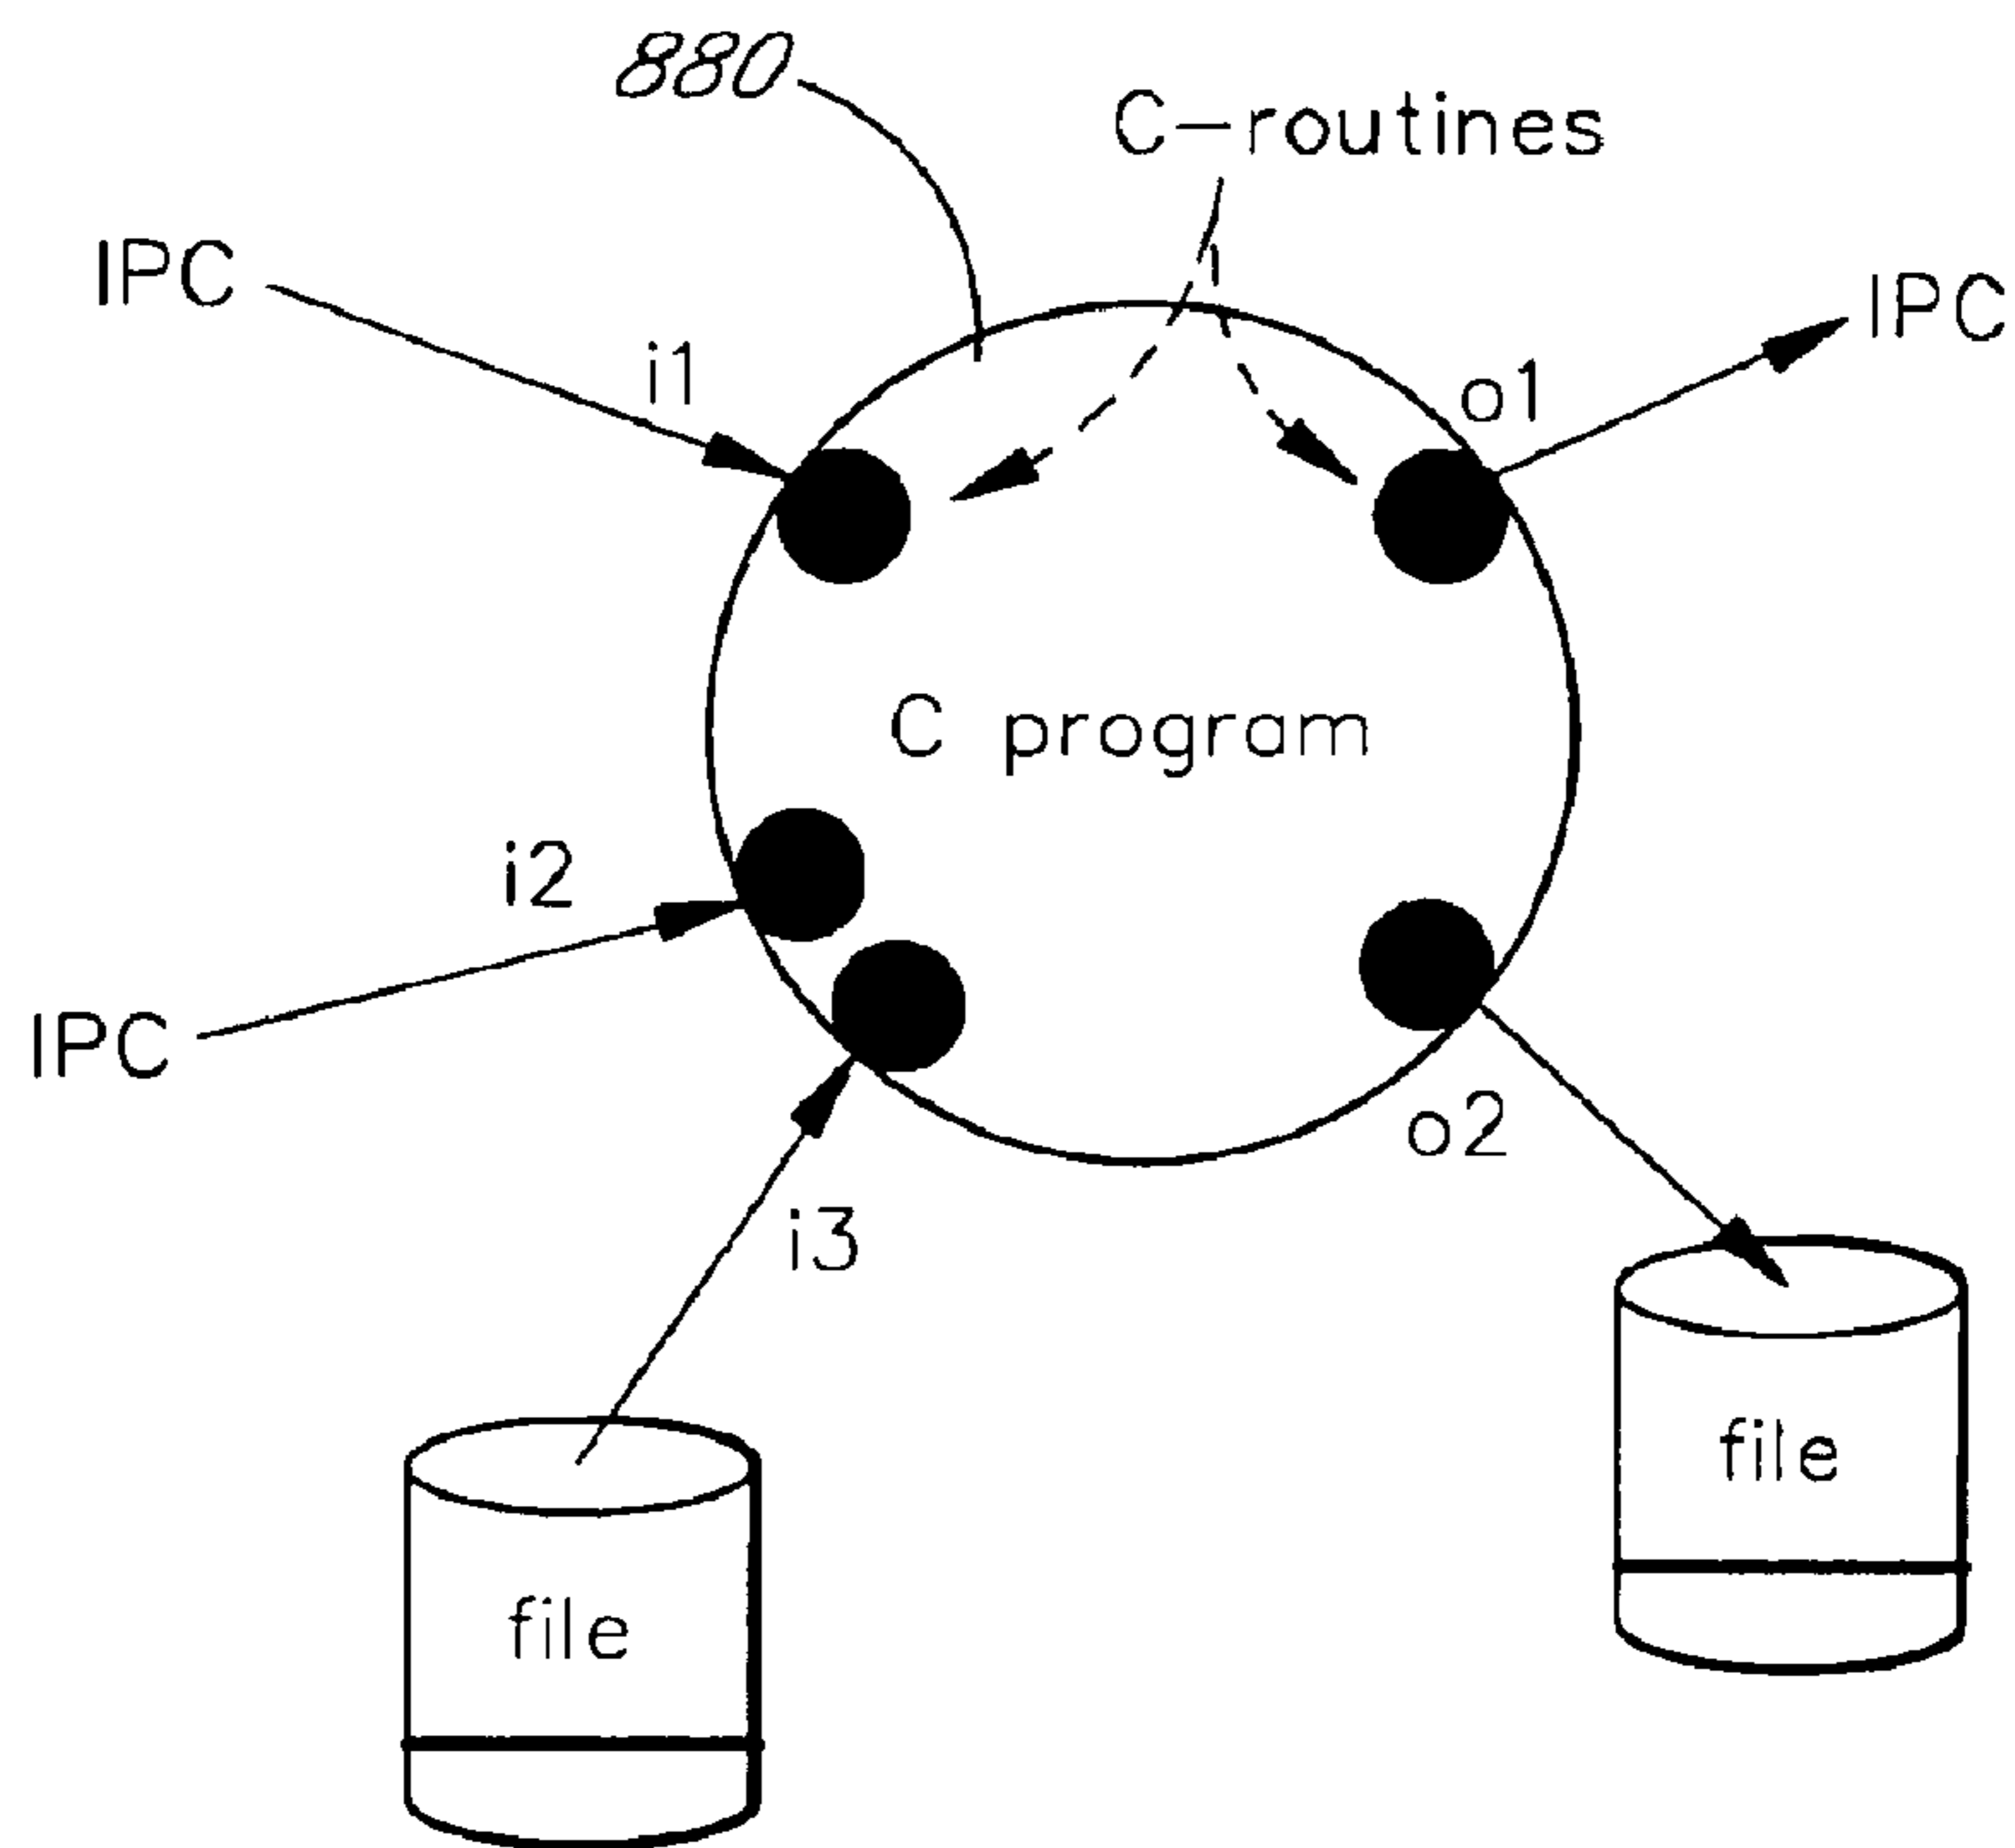 880
C-routines
IPC
IPC
i1
o1
C program
i2
IPC
o2
i3
file
file